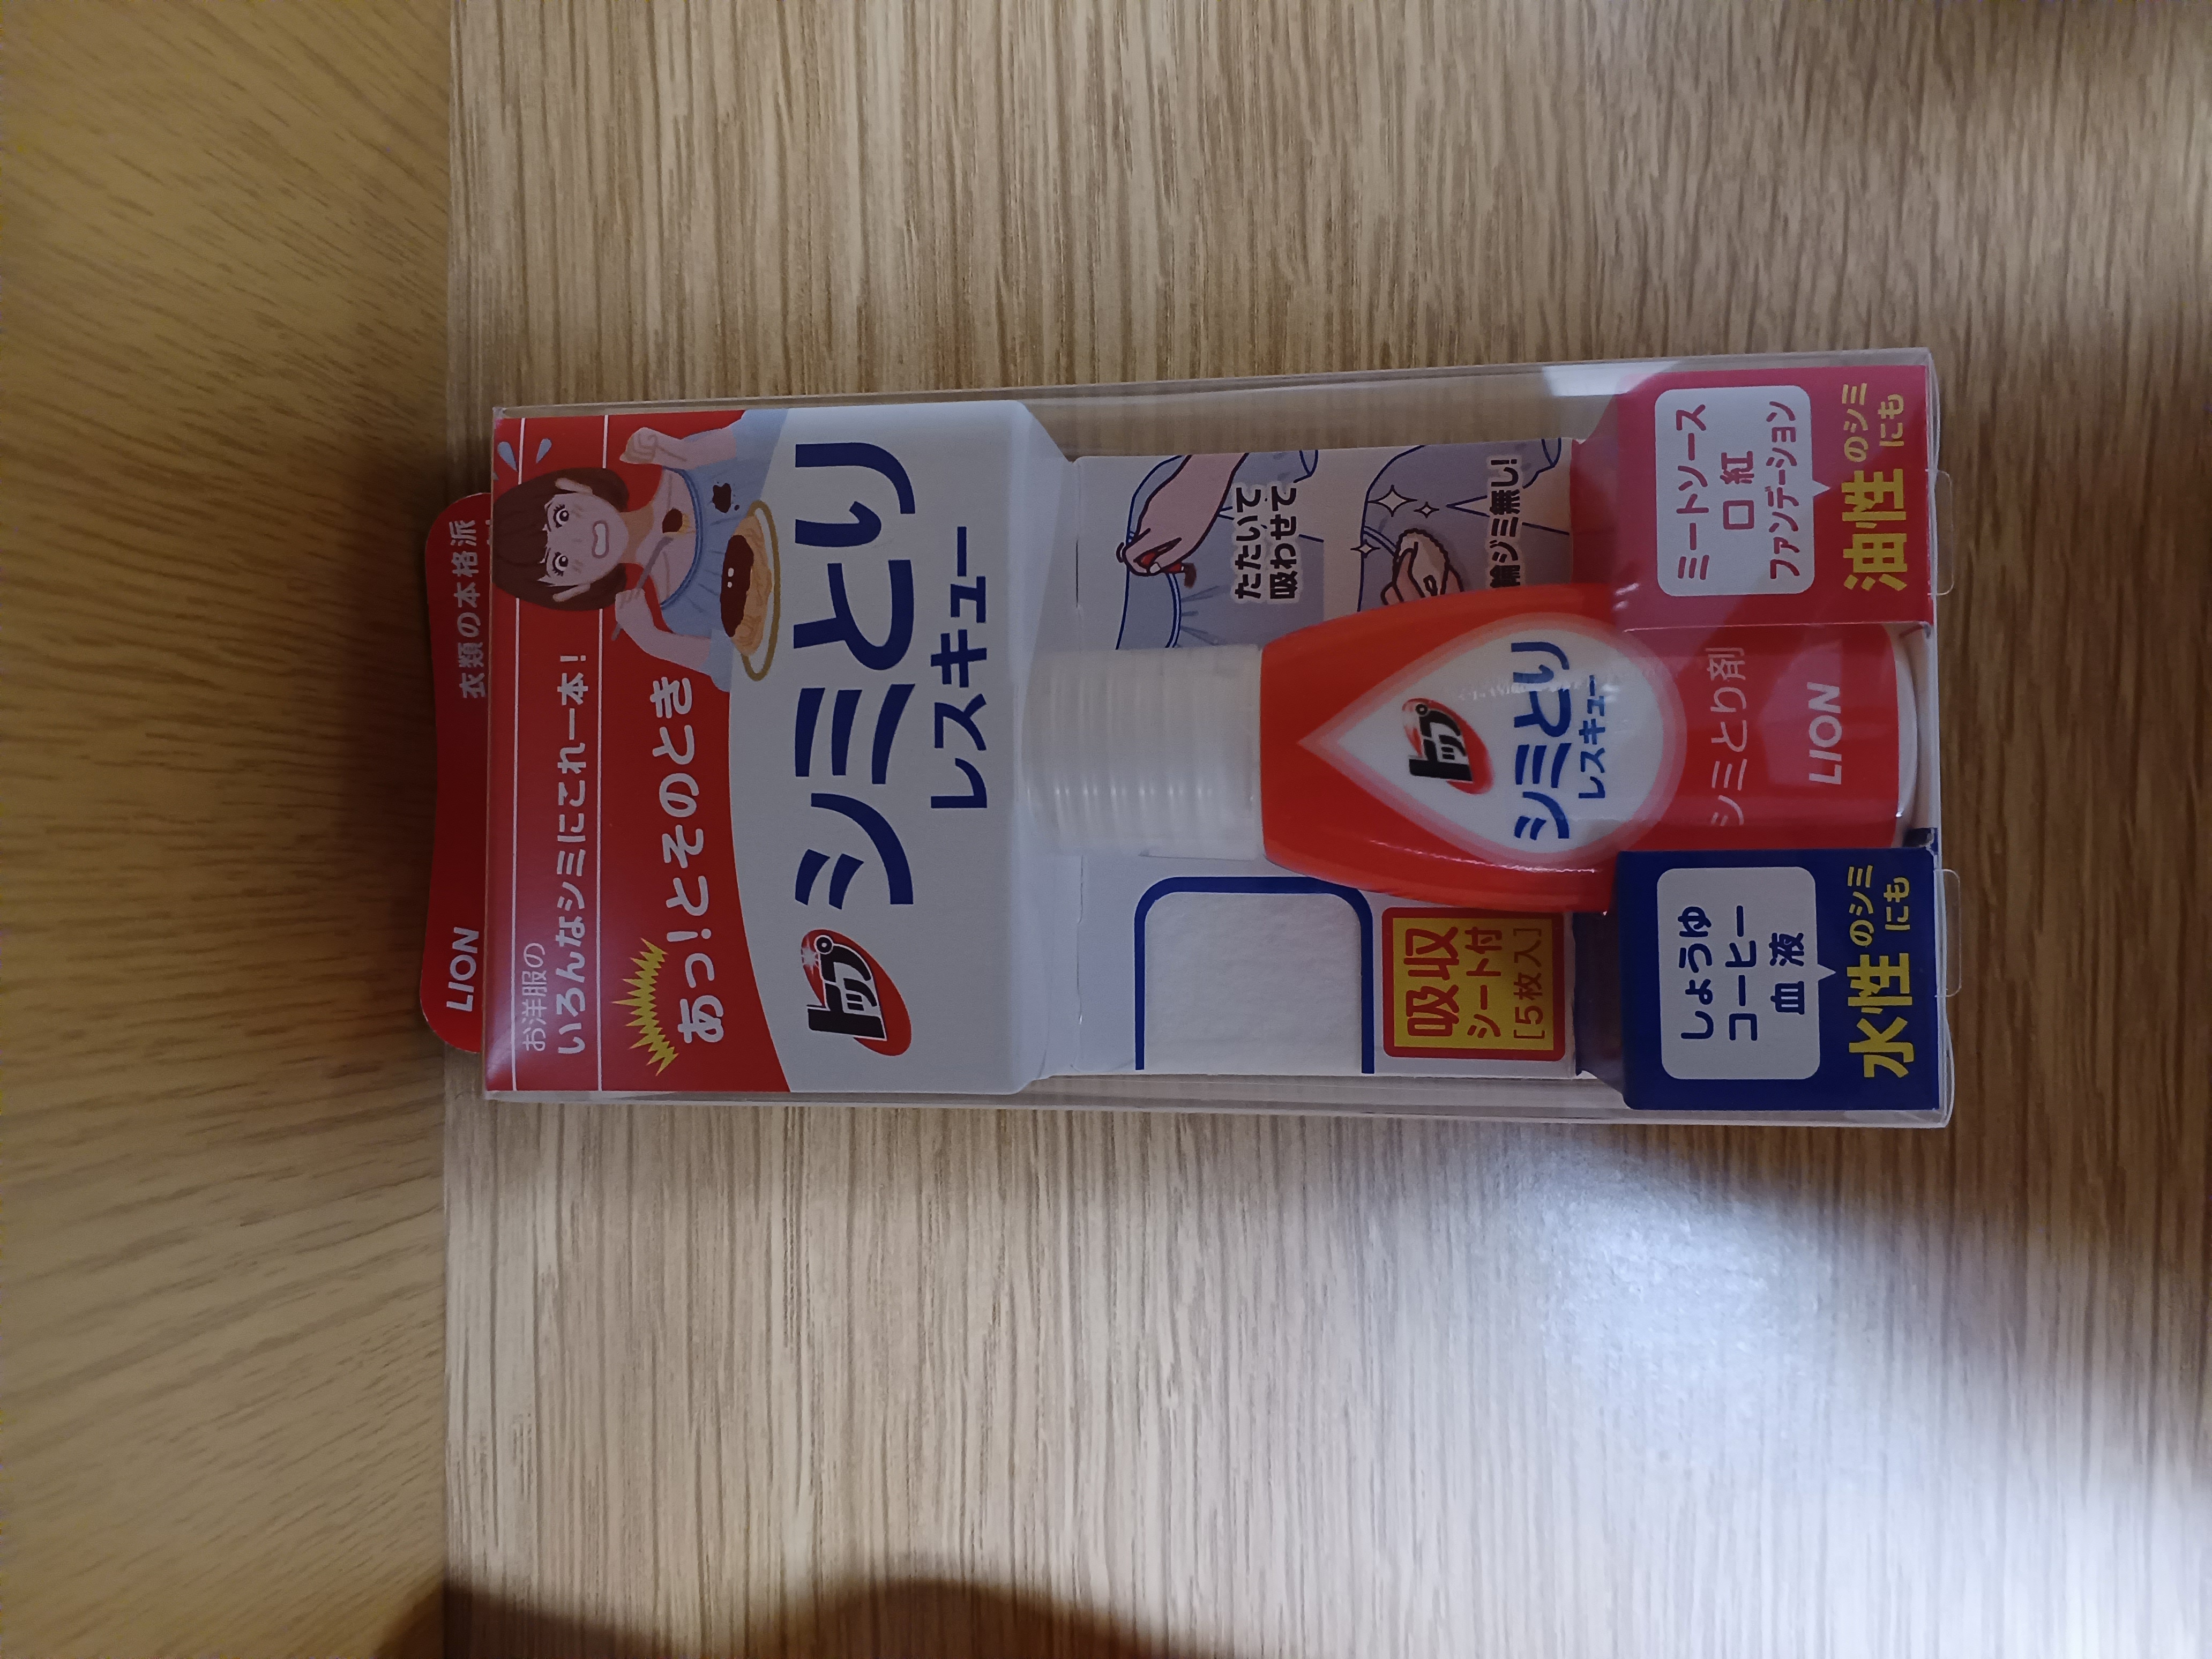 LION
衣類の本格派
お洋服の
いろんなシミにこれ一本！
あっ！とそのとき
トップ
シミとり
レスキュー
たたいて
吸わせて
輪ジミ無し！
吸収
シート付
［5枚入］
トップ
シミとり
レスキュー
シミとり剤
LION
しょうゆ
コーヒー
血液
水性のシミ
にも
ミートソース
口紅
ファンデーション
油性のシミ
にも